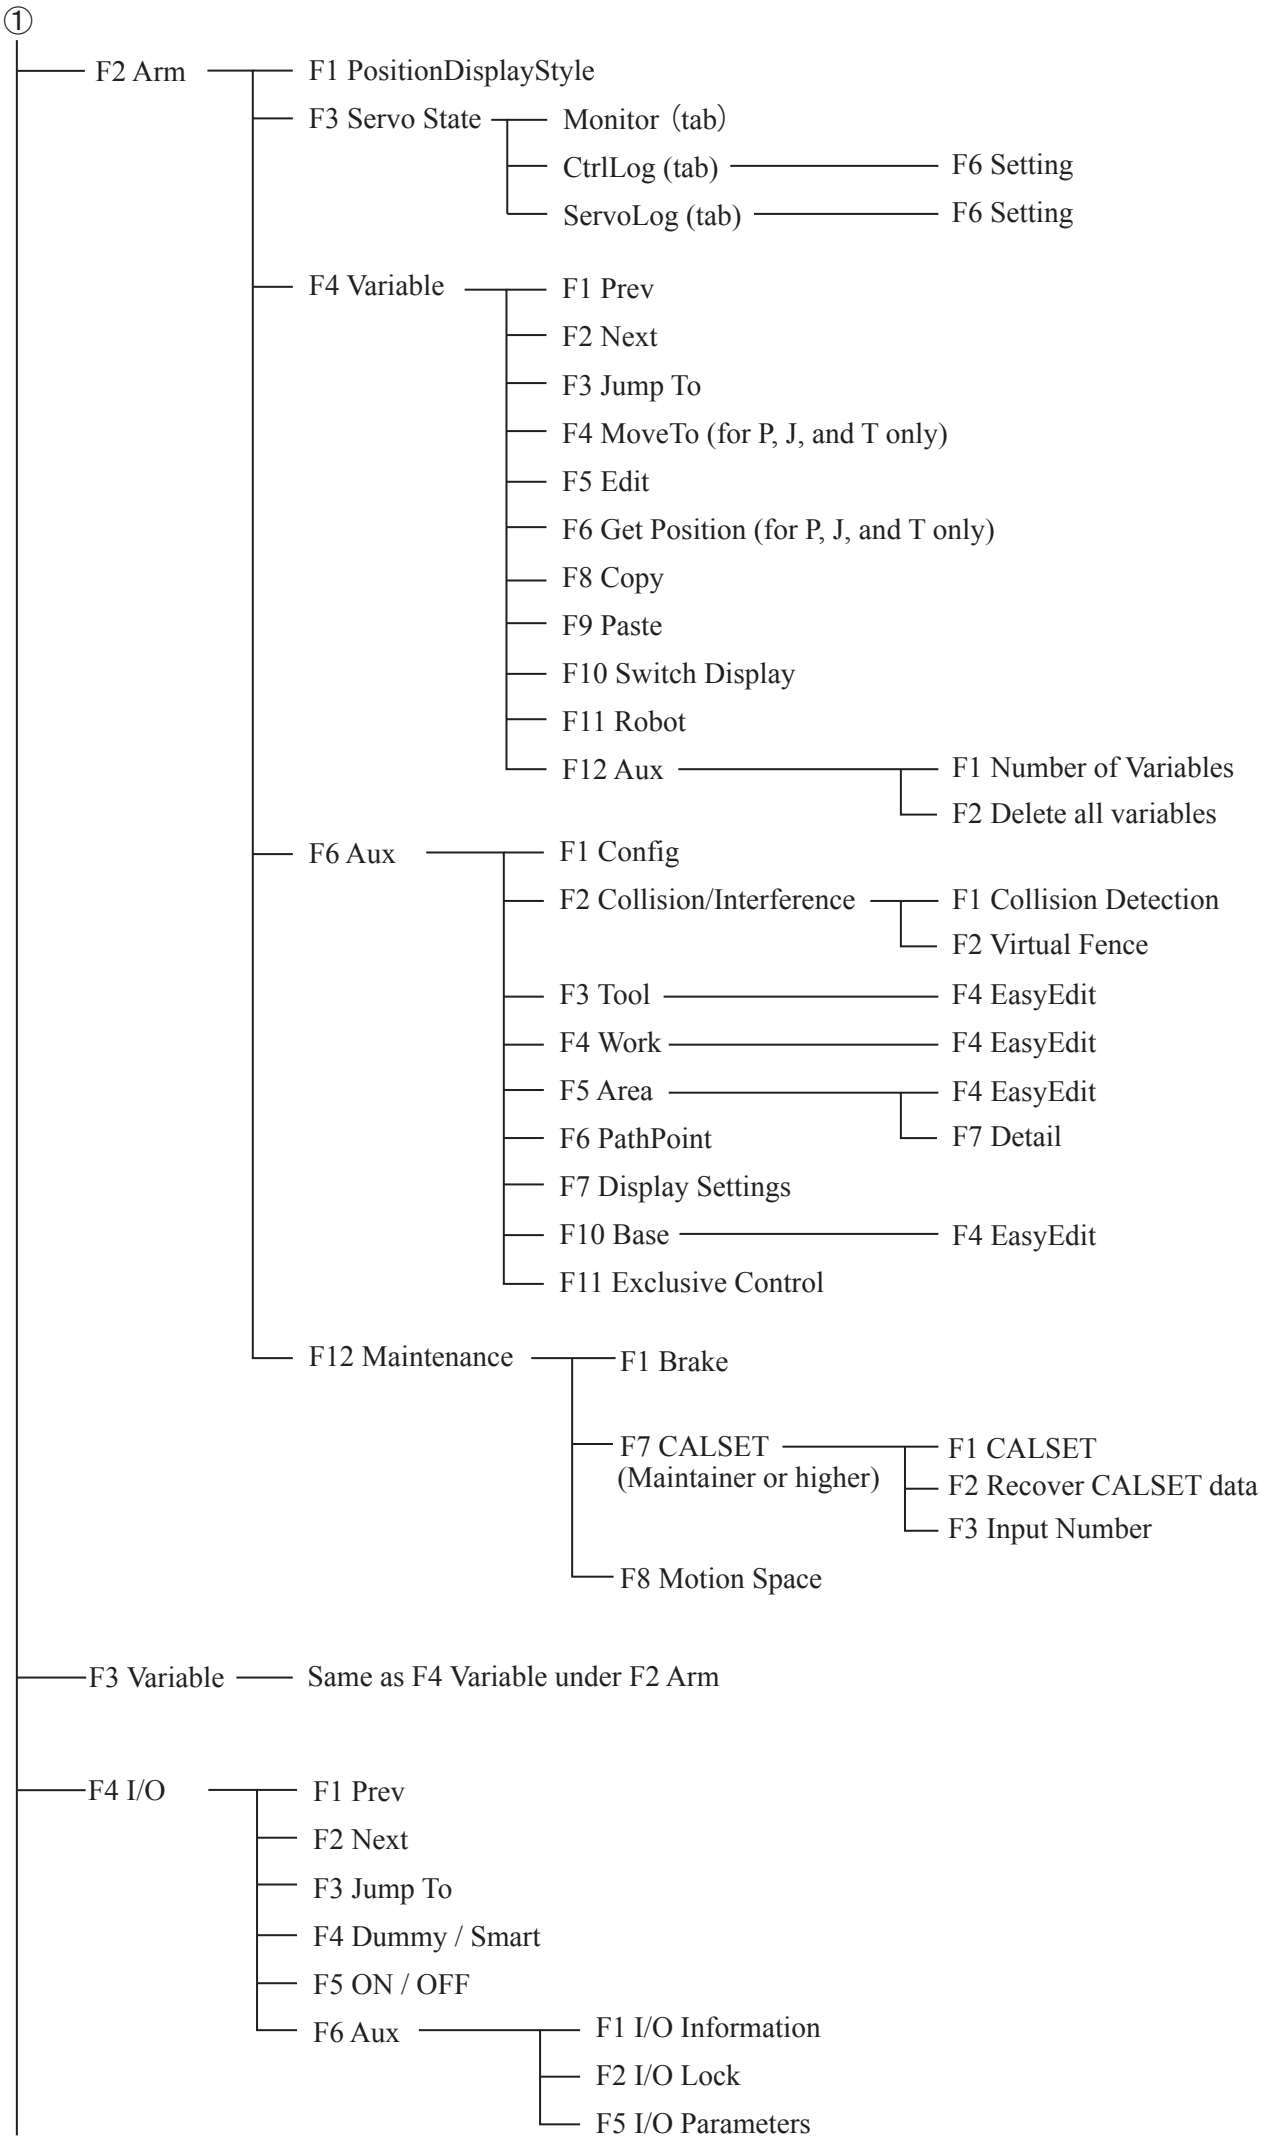 ①
F2 Arm
F1 PositionDisplayStyle
F3 Servo State
Monitor (tab)
CtrlLog (tab)
F6 Setting
ServoLog (tab)
F6 Setting
F4 Variable
F1 Prev
F2 Next
F3 Jump To
F4 MoveTo (for P, J, and T only)
F5 Edit
F6 Get Position (for P, J, and T only)
F8 Copy
F9 Paste
F10 Switch Display
F11 Robot
F12 Aux
F1 Number of Variables
F2 Delete all variables
F6 Aux
F1 Config
F2 Collision/Interference
F1 Collision Detection
F2 Virtual Fence
F3 Tool
F4 EasyEdit
F4 Work
F4 EasyEdit
F5 Area
F4 EasyEdit
F7 Detail
F6 PathPoint
F7 Display Settings
F10 Base
F4 EasyEdit
F11 Exclusive Control
F12 Maintenance
F1 Brake
F7 CALSET
(Maintainer or higher)
F1 CALSET
F2 Recover CALSET data
F3 Input Number
F8 Motion Space
F3 Variable
Same as F4 Variable under F2 Arm
F4 I/O
F1 Prev
F2 Next
F3 Jump To
F4 Dummy / Smart
F5 ON / OFF
F6 Aux
F1 I/O Information
F2 I/O Lock
F5 I/O Parameters